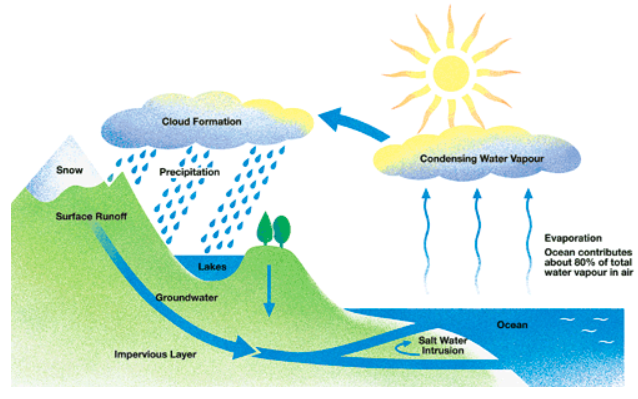 Cloud Formation
Condensing Water Vapour
Snow
Precipitation
Surface Runoff
Evaporation
Ocean contributes
about 80% of total
water vapour in air
Lakes
Groundwater
Ocean
Salt Water
Intrusion
Impervious Layer